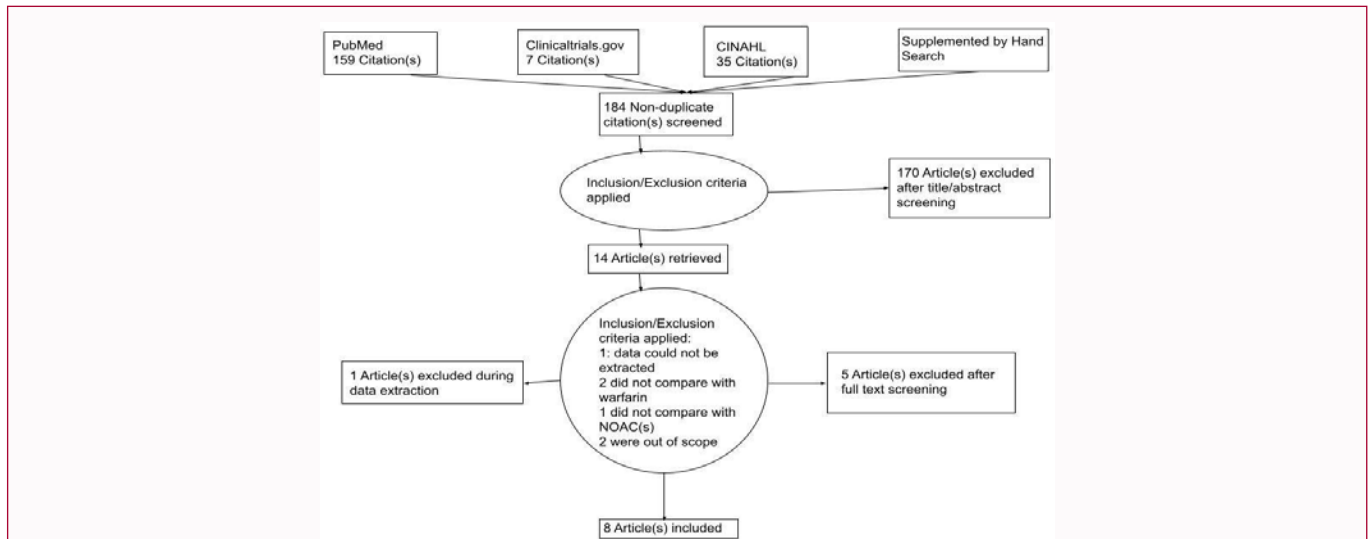 PubMed
159 Citation(s)
Clinicaltrials.gov
7 Citation(s)
CINAHL
35 Citation(s)
Supplemented by Hand
Search
184 Non-duplicate
citation(s) screened
Inclusion/Exclusion criteria
applied
170 Article(s) excluded
after title/abstract
screening
14 Article(s) retrieved
Inclusion/Exclusion
criteria applied:
1: data could not be
extracted
2 did not compare with
warfarin
1 did not compare with
NOAC(s)
2 were out of scope
1 Article(s) excluded during
data extraction
5 Article(s) excluded after
full text screening
8 Article(s) included